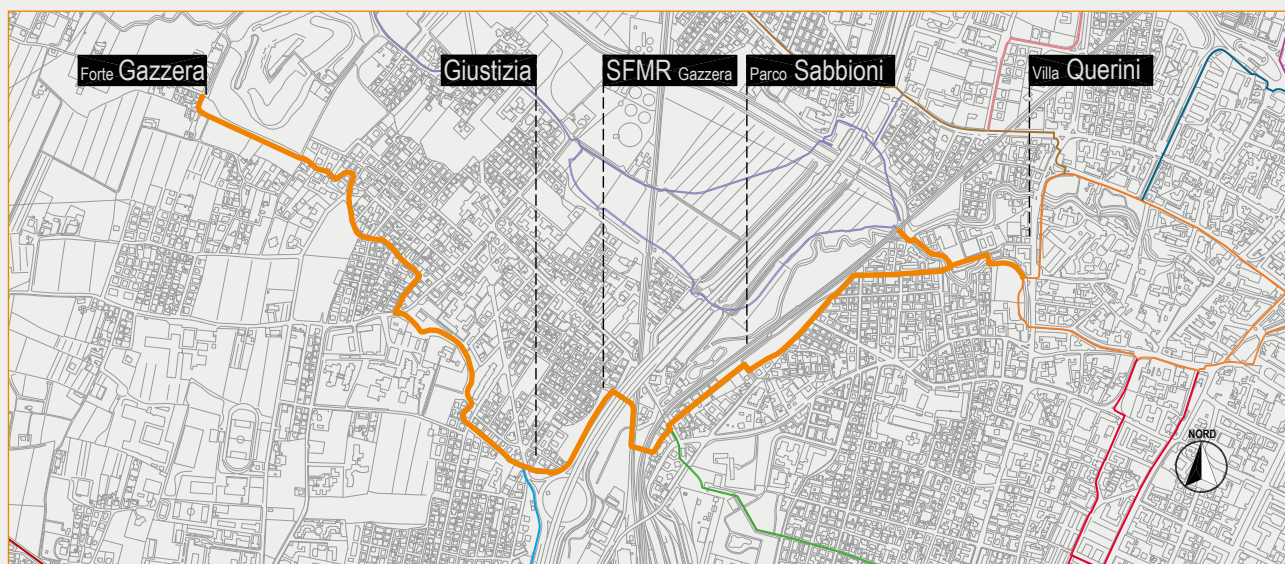 Forte Gazzera
Giustizia
SFMR Gazzera
Parco Sabbioni
Villa Querini
NORD